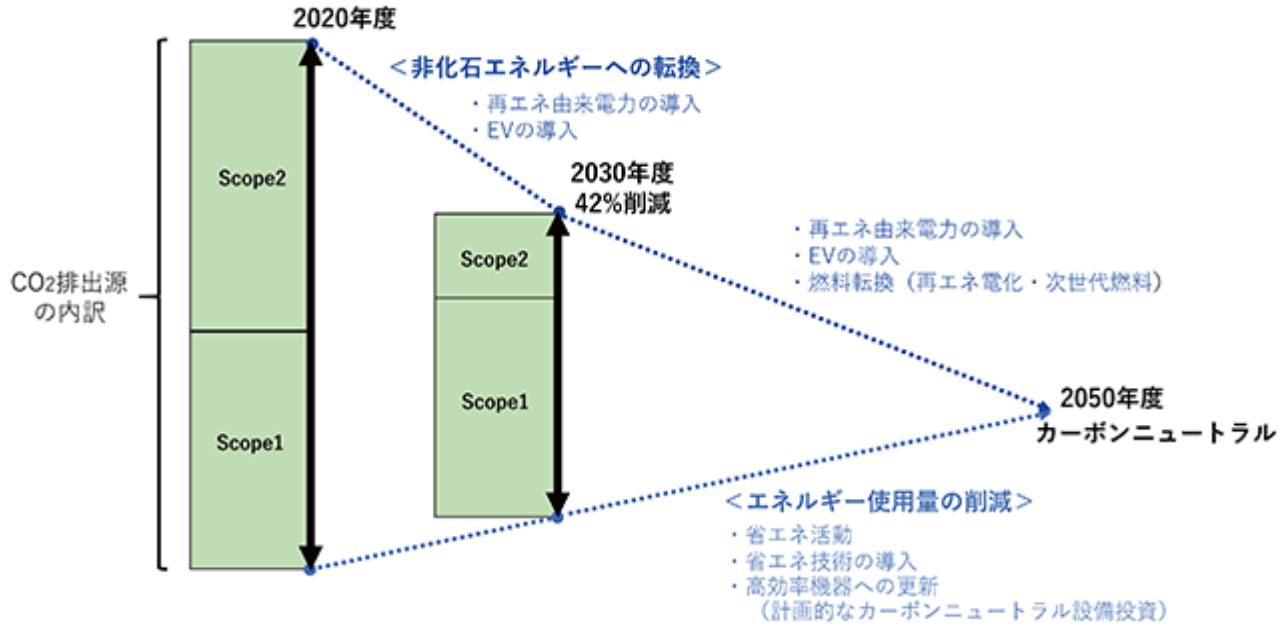 2020年度
<非化石エネルギーへの転換>
・再エネ由来電力の導入
・EVの導入
Scope2
2030年度
42%削減
・再エネ由来電力の導入
・EVの導入
・燃料転換（再エネ電化・次世代燃料）
Scope2
CO2排出源
の内訳
Scope1
Scope1
2050年度
カーボンニュートラル
<エネルギー使用量の削減>
・省エネ活動
・省エネ技術の導入
・高効率機器への更新
（計画的なカーボンニュートラル設備投資）